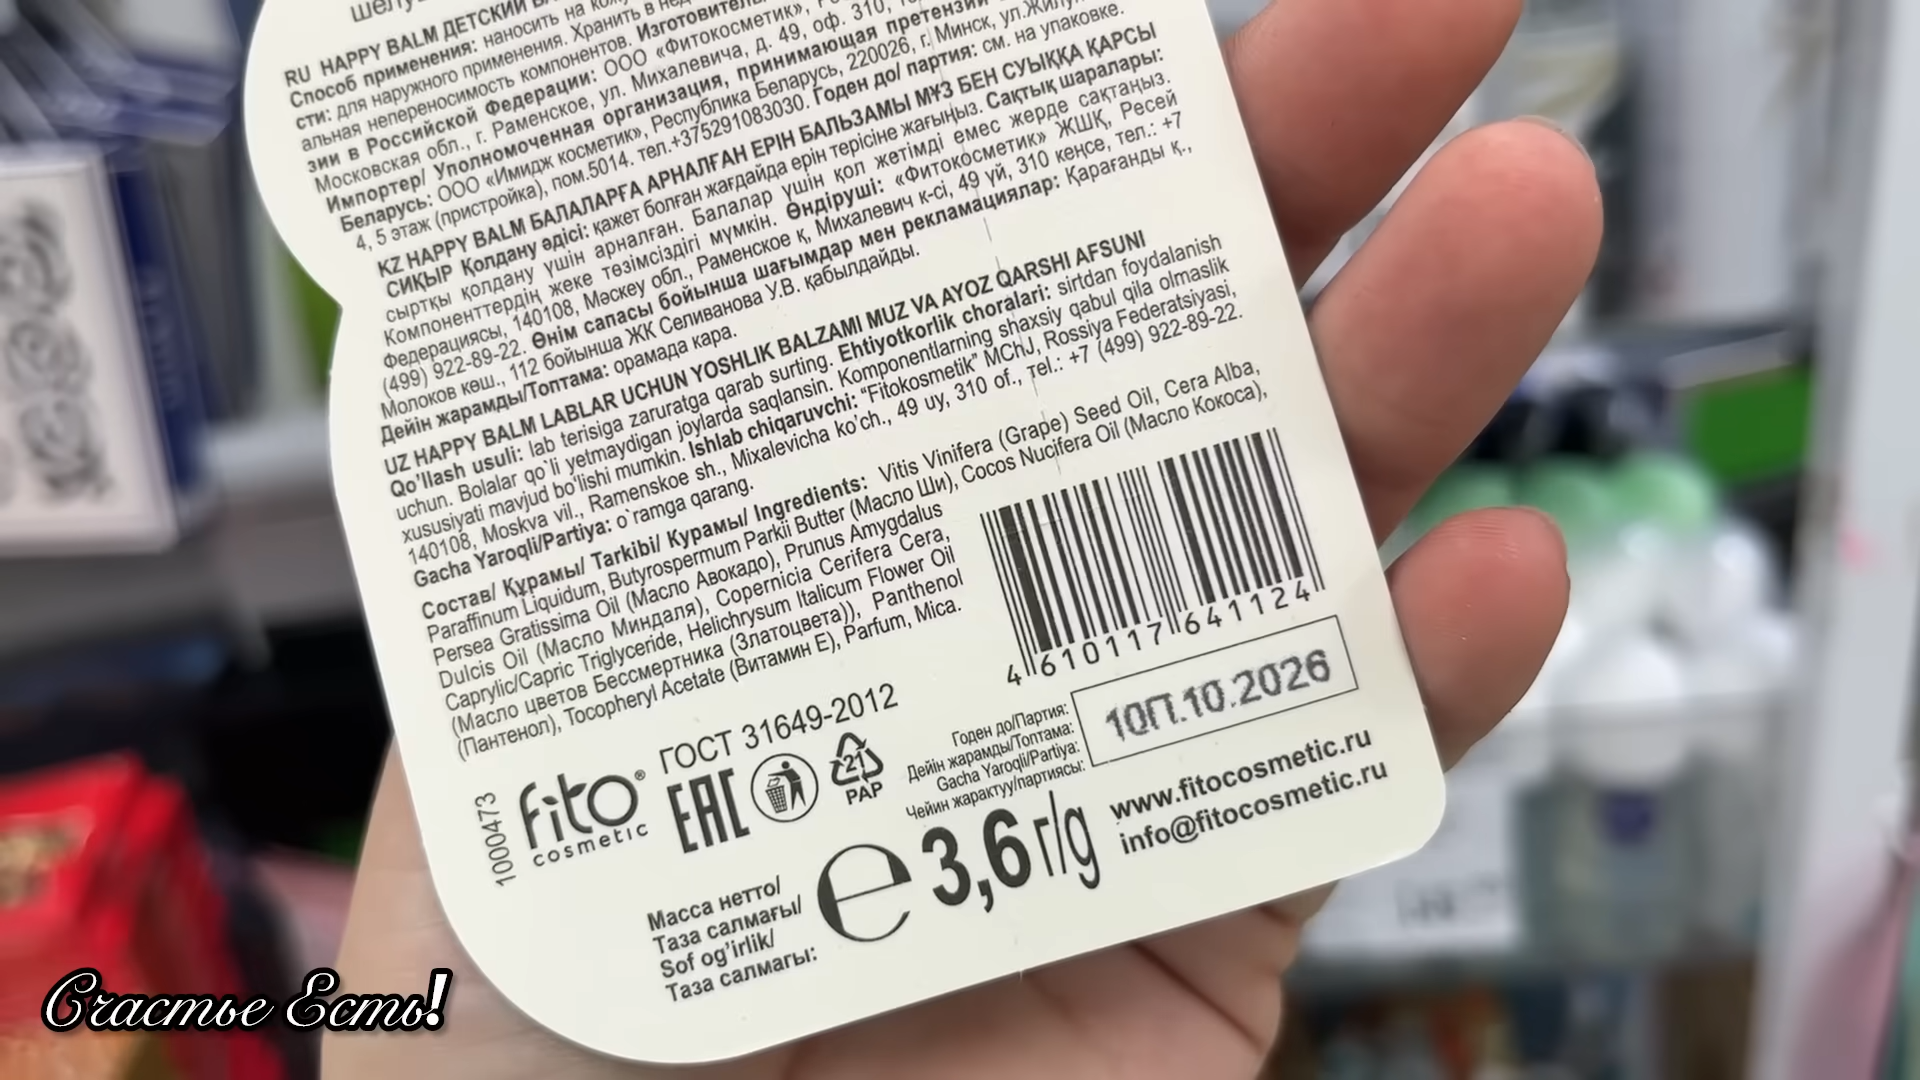 RU HAPPY BALM ДЕТСКИЙ
Способ применения: наносить на
сти: для наружного применения. Хранить в
альная непереносимость компонентов. Изготовитель
зии в Российской Федерации: ООО «Фитокосметик»,
Московская обл., г. Раменское, ул. Михалевича, д. 49, оф. 310,
Импортер/ Уполномоченная организация, принимающая претензии
Беларусь: ООО «Имидж косметик», Республика Беларусь, 220026, г. Минск,
4, 5 этаж (пристройка), пом.5014. тел.+375291083030. Годен до/ партия: см. на упаковке.
KZ HAPPY BALM БАЛАЛАРҒА АРНАЛҒАН ЕРІН БАЛЬЗАМЫ МҰЗ БЕН СУЫҚҚА ҚАРСЫ
СИҚЫР Қолдану әдісі: қажет болған жағдайда ерін терісіне жағыңыз. Сақтық шаралары:
сыртқы қолдану үшін арналған. Балалар үшін қол жетімді емес жерде сақтаңыз.
Компоненттердің жеке төзімсіздігі мүмкін. Өндіруші: «Фитокосметик» ЖШҚ, Ресей
Федерациясы, 140108, Мәскеу обл., Раменское қ, Михалевич к-сі, 49 үй, 310 кеңсе, тел.: +7
(499) 922-89-22. Өнім сапасы бойынша шағымдар мен рекламациялар: Қарағанды қ.,
Молоков көш., 112 бойынша ЖК Селиванова У.В. қабылдайды.
Дейін жарамды/Топтама: орамада кара.
UZ HAPPY BALM LABLAR UCHUN YOSHLIK BALZAMI MUZ VA AYOZ QARSHI AFSUNI
Qo'llash usuli: lab terisiga zaruratga qarab surting. Ehtiyotkorlik choralari: sirtdan foydalanish
uchun. Bolalar qo`li yetmaydigan joylarda saqlansin. Komponentlarning shaxsiy qabul qila olmaslik
xususiyati mavjud bo'lishi mumkin. Ishlab chiqaruvchi: “Fitokosmetik” MChJ, Rossiya Federatsiyasi,
140108, Moskva vil., Ramenskoe sh., Mixalevicha ko'ch., 49 uy, 310 of., тел.: +7 (499) 922-89-22.
Gacha Yaroqli/Partiya: o`ramga qarang.
Состав/ Құрамы/ Tarkibi/ Курамы/ Ingredients: Vitis Vinifera (Grape) Seed Oil, Cera Alba,
Paraffinum Liquidum, Butyrospermum Parkii Butter (Масло Ши), Cocos Nucifera Oil (Масло Кокоса),
Persea Gratissima Oil (Масло Авокадо), Prunus Amygdalus
Dulcis Oil (Масло Миндаля), Copernicia Cerifera Cera,
Caprylic/Capric Triglyceride, Helichrysum Italicum Flower Oil
(Масло цветов Бессмертника (Златоцвета)), Panthenol
(Пантенол), Tocopheryl Acetate (Витамин Е), Parfum, Mica.
4 610117 641124
10П.10.2026
Годен до/Партия:
Дейін жарамды/Топтама:
Gacha Yaroqli/Partiya:
Чейин жарактуу/партиясы:
ГОСТ 31649-2012
1000473
fito®
cosmetic
EAC
21
PAP
www.fitocosmetic.ru
info@fitocosmetic.ru
Масса нетто/
Таза салмағы/
Sof og'irlik/
Таза салмагы:
e 3,6 г/g
Счастье Есть!